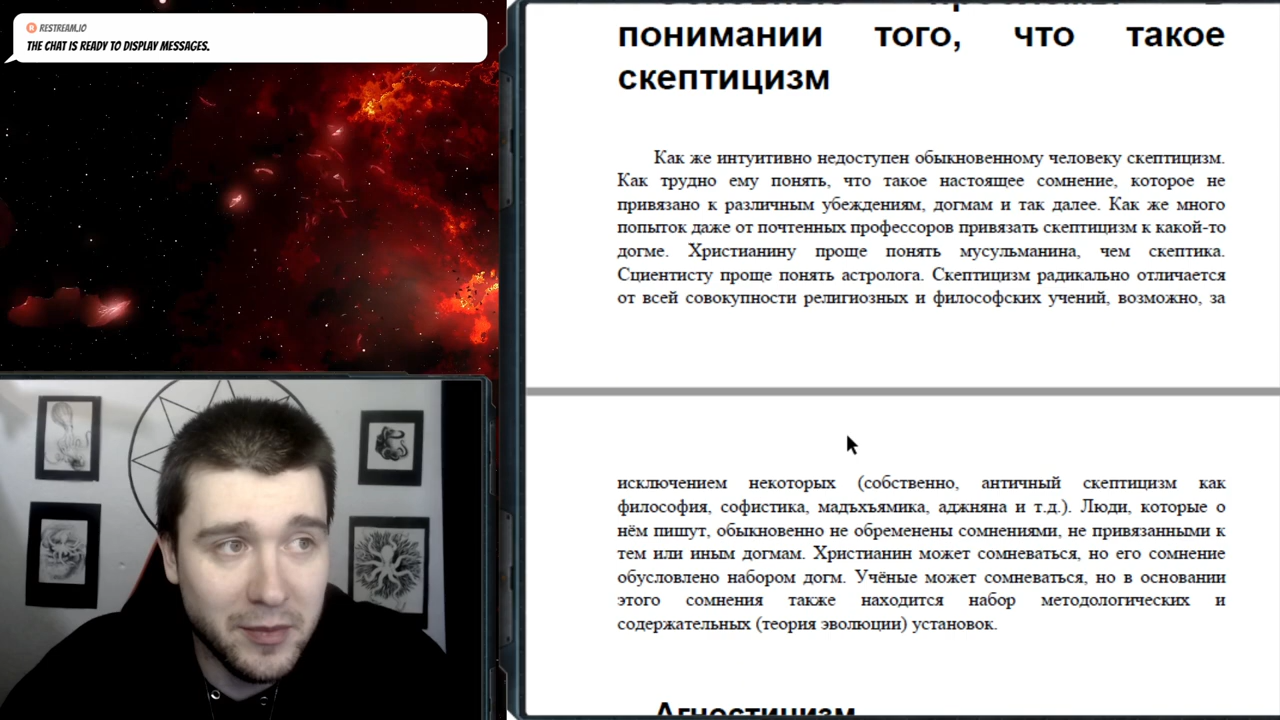 RESTREAM.IO
THE CHAT IS READY TO DISPLAY MESSAGES.
понимании того, что такое
скептицизм
Как же интуитивно недоступен обыкновенному человеку скептицизм.
Как трудно ему понять, что такое настоящее сомнение, которое не
привязано к различным убеждениям, догмам и так далее. Как же много
попыток даже от почтенных профессоров привязать скептицизм к какой-то
догме. Христианину проще понять мусульманина, чем скептика.
Сциентисту проще понять астролога. Скептицизм радикально отличается
от всей совокупности религиозных и философских учений, возможно, за
исключением некоторых (собственно, античный скептицизм как
философия, софистика, мадъхъямика, аджняна и т.д.). Люди, которые о
нём пишут, обыкновенно не обременены сомнениями, не привязанными к
тем или иным догмам. Христианин может сомневаться, но его сомнение
обусловлено набором догм. Учёные может сомневаться, но в основании
этого сомнения также находится набор методологических и
содержательных (теория эволюции) установок.
Агностицизм